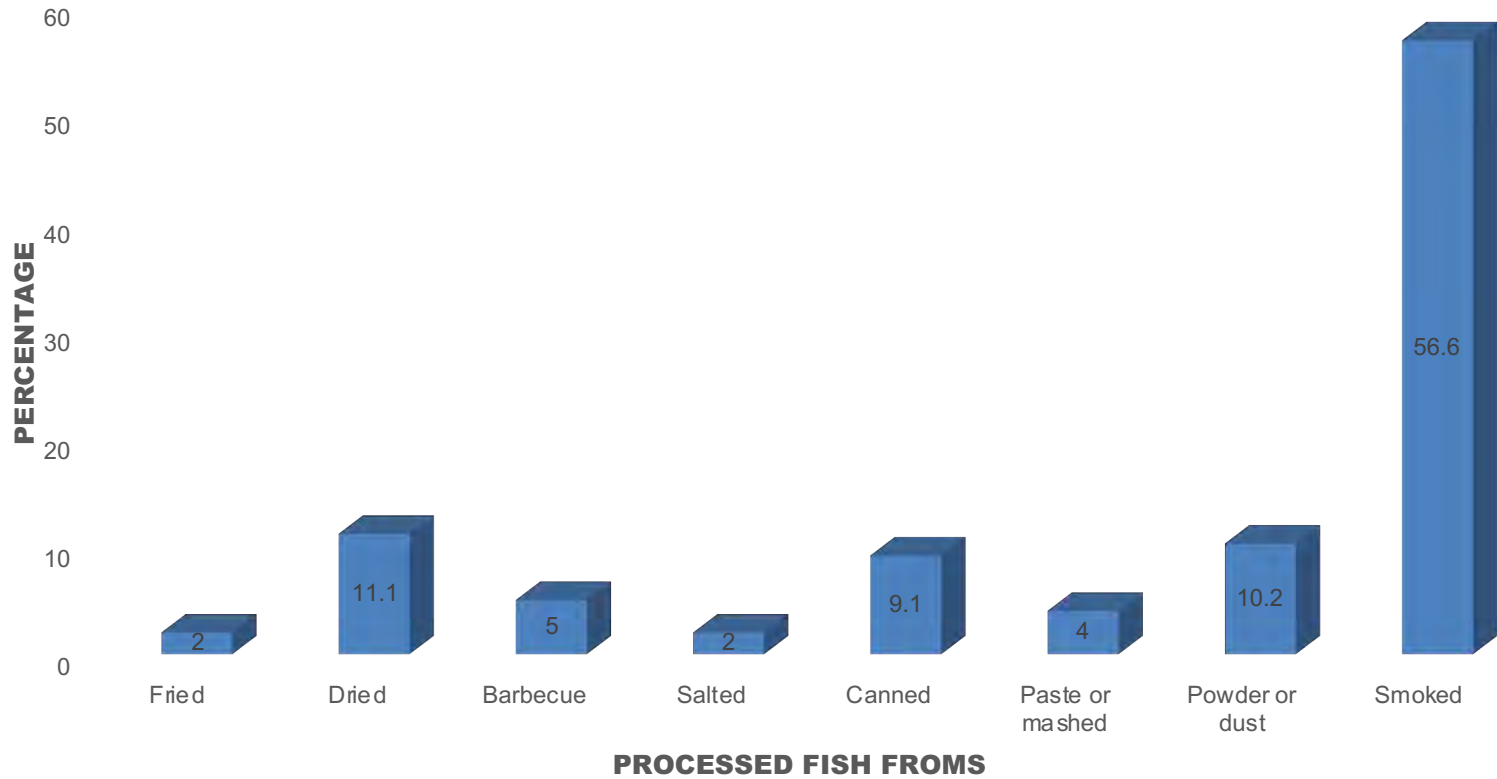 60
50
40
30
20
10
0
PERCENTAGE
2
11.1
5
2
9.1
4
10.2
56.6
Fried
Dried
Barbecue
Salted
Canned
Paste or
mashed
Powder or
dust
Smoked
PROCESSED FISH FROMS